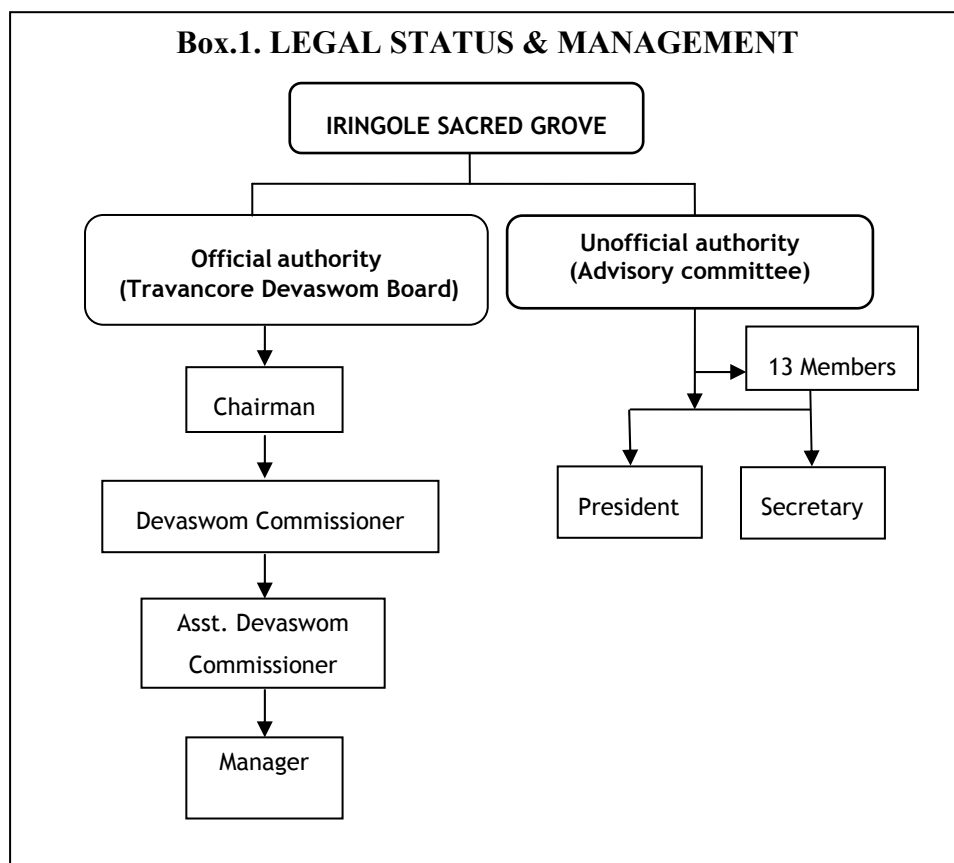 Box.1. LEGAL STATUS & MANAGEMENT
IRINGOLE SACRED GROVE
Official authority
(Travancore Devaswom Board)
Unofficial authority
(Advisory committee)
13 Members
Chairman
President
Secretary
Devaswom Commissioner
Asst. Devaswom
Commissioner
Manager